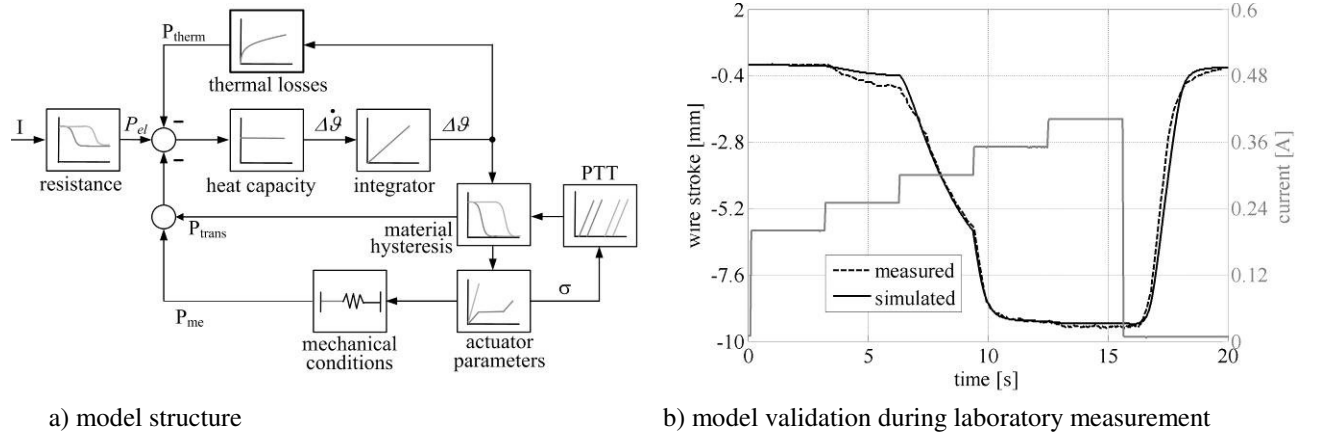 P_therm
thermal losses
I
P_el
resistance
heat capacity
Δϑ̇
integrator
Δϑ
PTT
material
hysteresis
P_trans
σ
P_me
mechanical
conditions
actuator
parameters
a) model structure
2
-0.4
-2.8
-5.2
-7.6
-10
wire stroke [mm]
0.6
0.48
0.36
0.24
0.12
0
current [A]
measured
simulated
0
5
10
15
20
time [s]
b) model validation during laboratory measurement